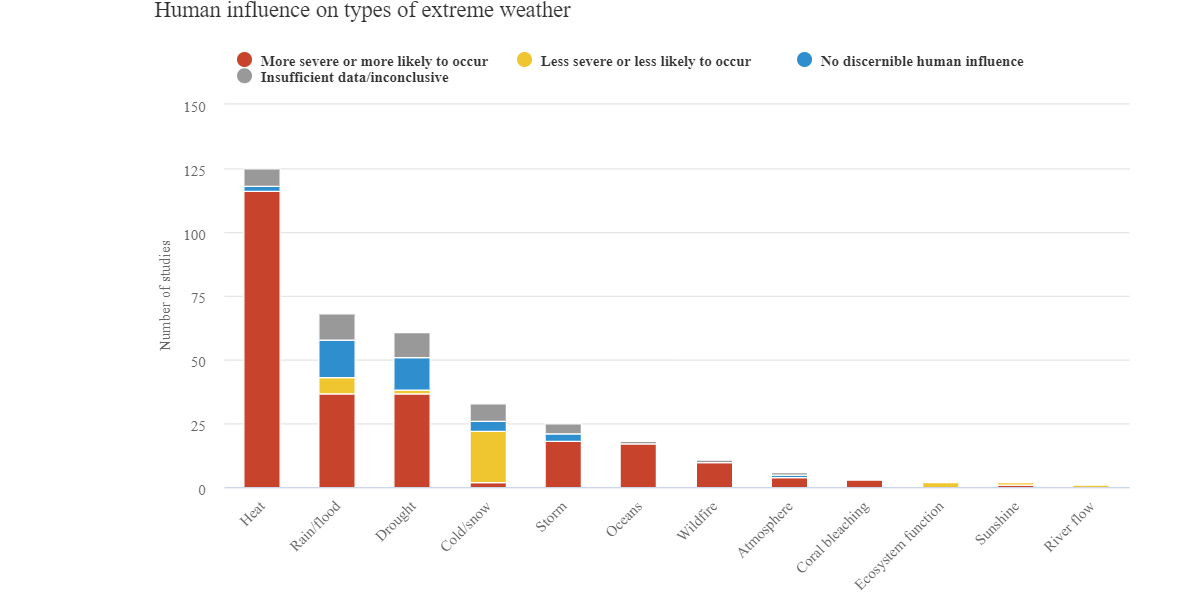 Human influence on types of extreme weather
More severe or more likely to occur
Less severe or less likely to occur
No discernible human influence
Insufficient data/inconclusive
150
125
100
75
50
25
0
Number of studies
Heat
Rain/flood
Drought
Cold/snow
Storm
Oceans
Wildfire
Atmosphere
Coral bleaching
Ecosystem function
Sunshine
River flow